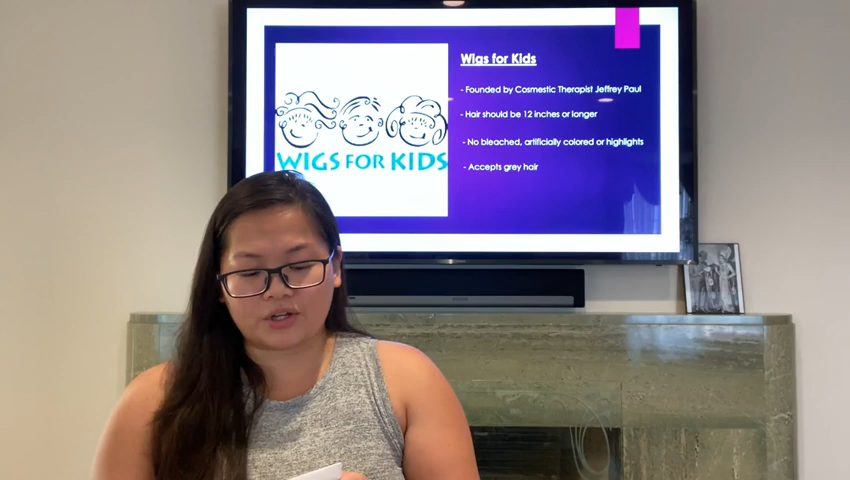 Wigs for Kids
- Founded by Cosmestic Therapist Jeffrey Paul
- Hair should be 12 inches or longer
- No bleached, artificially colored or highlights
- Accepts grey hair
WIGS FOR KIDS